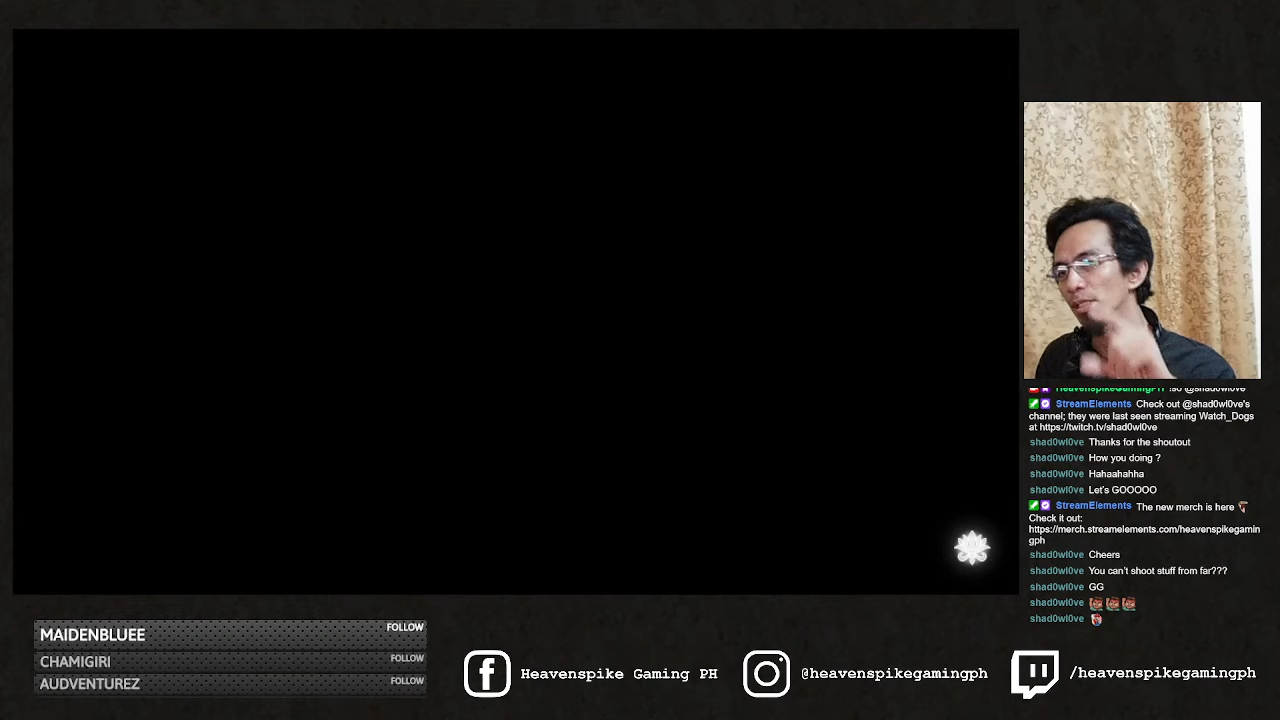 HeavenspikeGamingPH !so @shad0wl0ve
StreamElements Check out @shad0wl0ve's
channel; they were last seen streaming Watch_Dogs
at https://twitch.tv/shad0wl0ve
shad0wl0ve Thanks for the shoutout
shad0wl0ve How you doing ?
shad0wl0ve Hahaahahha
shad0wl0ve Let's GOOOOO
StreamElements The new merch is here
Check it out:
https://merch.streamelements.com/heavenspikegamin
gph
shad0wl0ve Cheers
shad0wl0ve You can't shoot stuff from far???
shad0wl0ve GG
shad0wl0ve
shad0wl0ve
MAIDENBLUEE FOLLOW
CHAMIGIRI FOLLOW
AUDVENTUREZ FOLLOW
Heavenspike Gaming PH
@heavenspikegamingph
/heavenspikegamingph